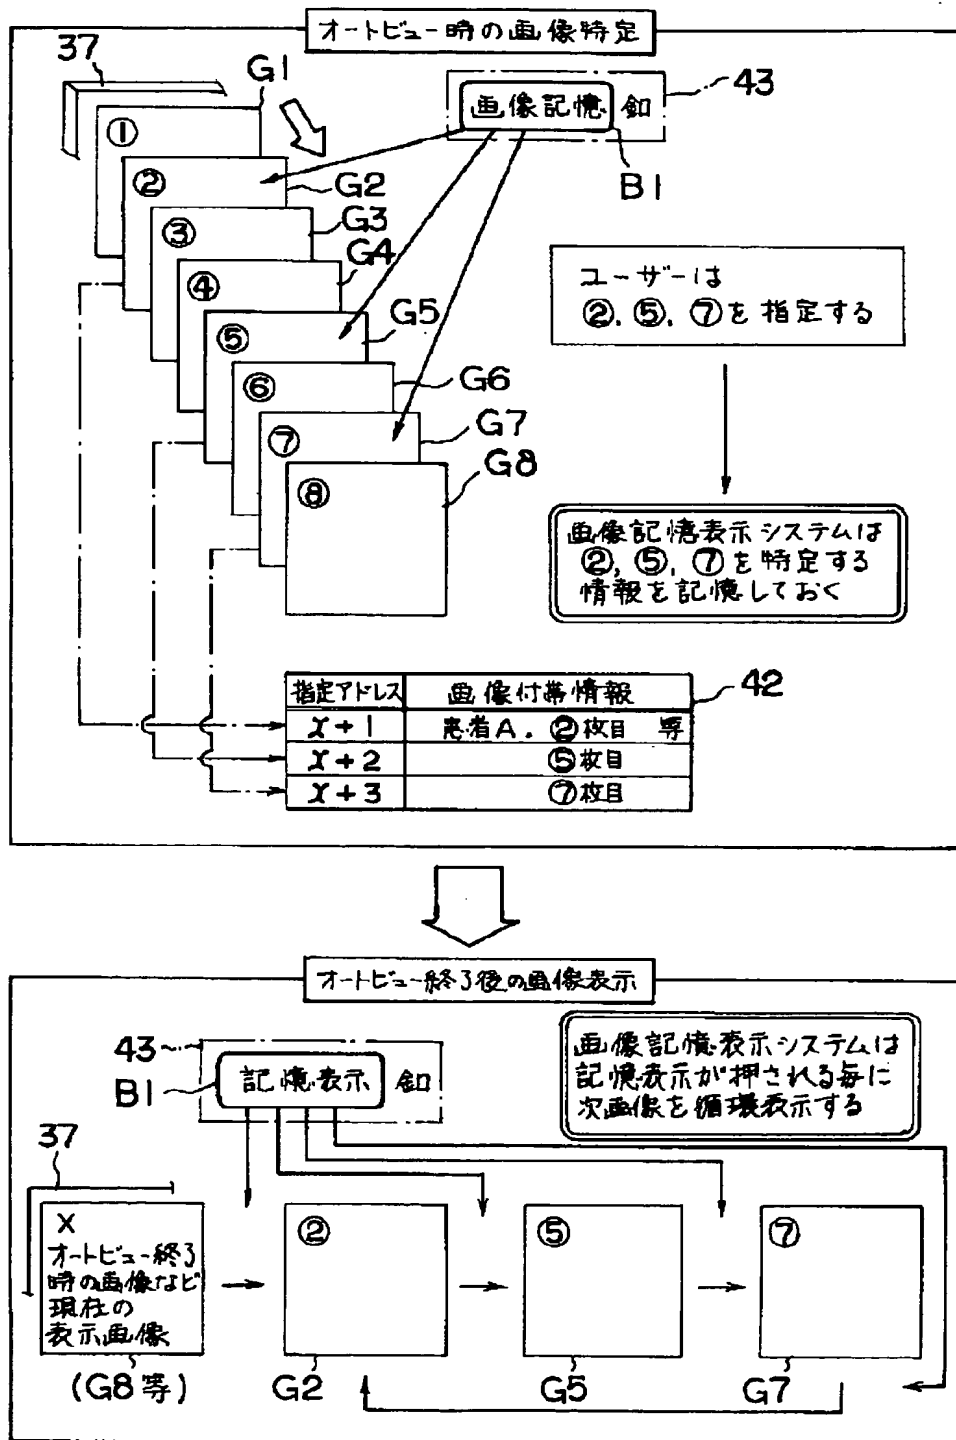 オートビュー時の画像特定
37
G1
画像記憶 釦
43
B1
①
②
G2
③
G3
④
G4
⑤
G5
⑥
G6
⑦
G7
⑧
G8
ユーザーは
②, ⑤, ⑦を指定する
画像記憶表示システムは
②, ⑤, ⑦を特定する
情報を記憶しておく
指定アドレス 画像付帯情報
42
x+1 患者A. ②枚目 等
x+2 ⑤枚目
x+3 ⑦枚目
オートビュー終了後の画像表示
43
B1
記憶表示 釦
画像記憶表示システムは
記憶表示が押される毎に
次画像を循環表示する
37
X
オートビュー終了
時の画像など
現在の
表示画像
②
⑤
⑦
(G8等)
G2
G5
G7